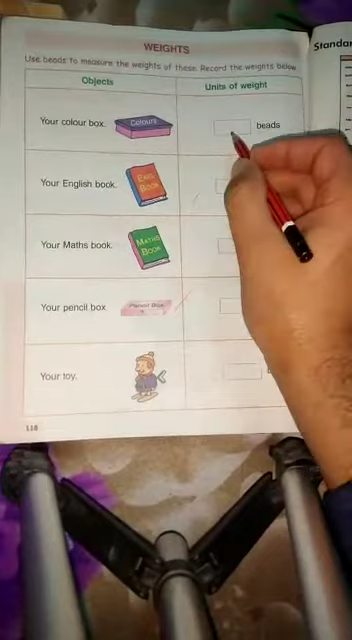 WEIGHTS
Standar
Use beads to measure the weights of these. Record the weights below
Objects
Units of weight
Your colour box.
Colours
beads
Your English book.
ENG
BOOK
Your Maths book.
MATHS
BOOK
Your pencil box
Pencil Box
Your toy.
118